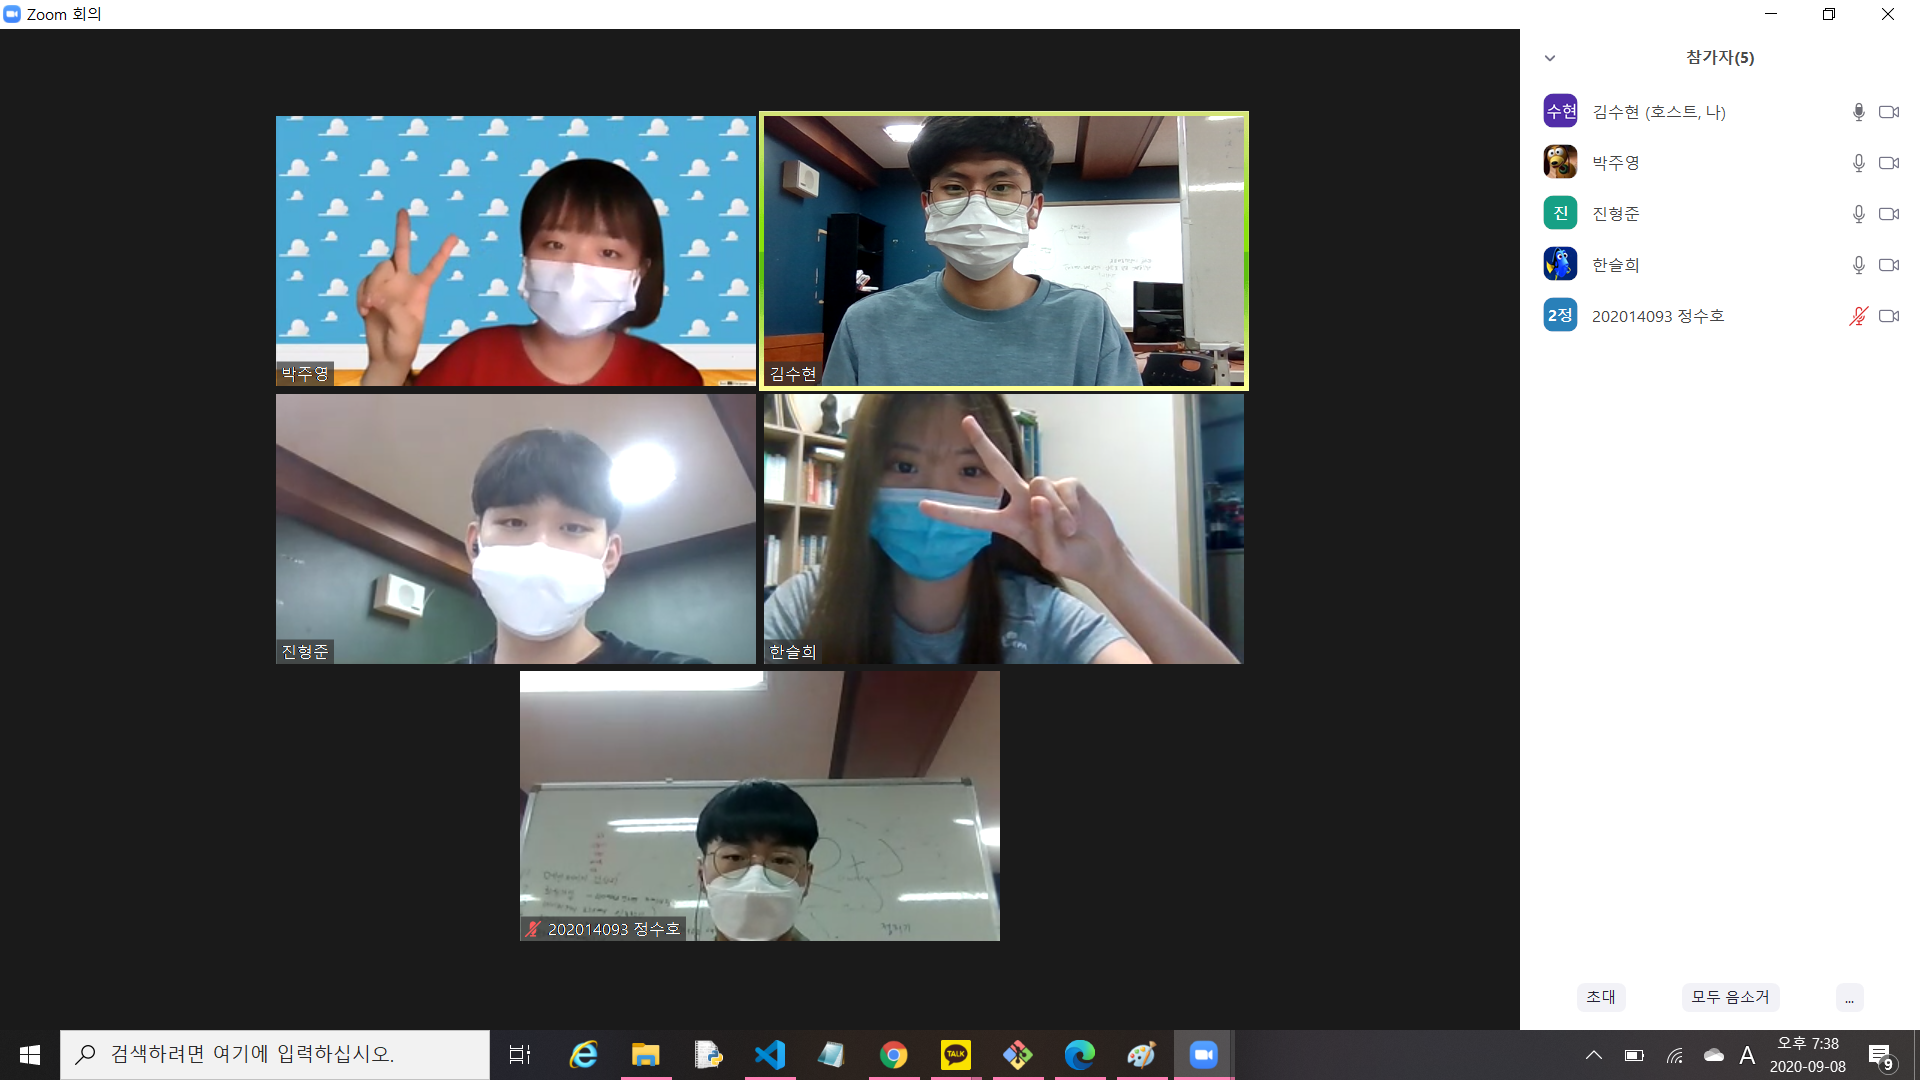 Zoom 회의
참가자(5)
수현 김수현 (호스트, 나)
박주영
진 진형준
한슬희
2정 202014093 정수호
박주영
김수현
진형준
한슬희
202014093 정수호
초대
모두 음소거
...
검색하려면 여기에 입력하십시오.
TALK
A
오후 7:38
2020-09-08
9